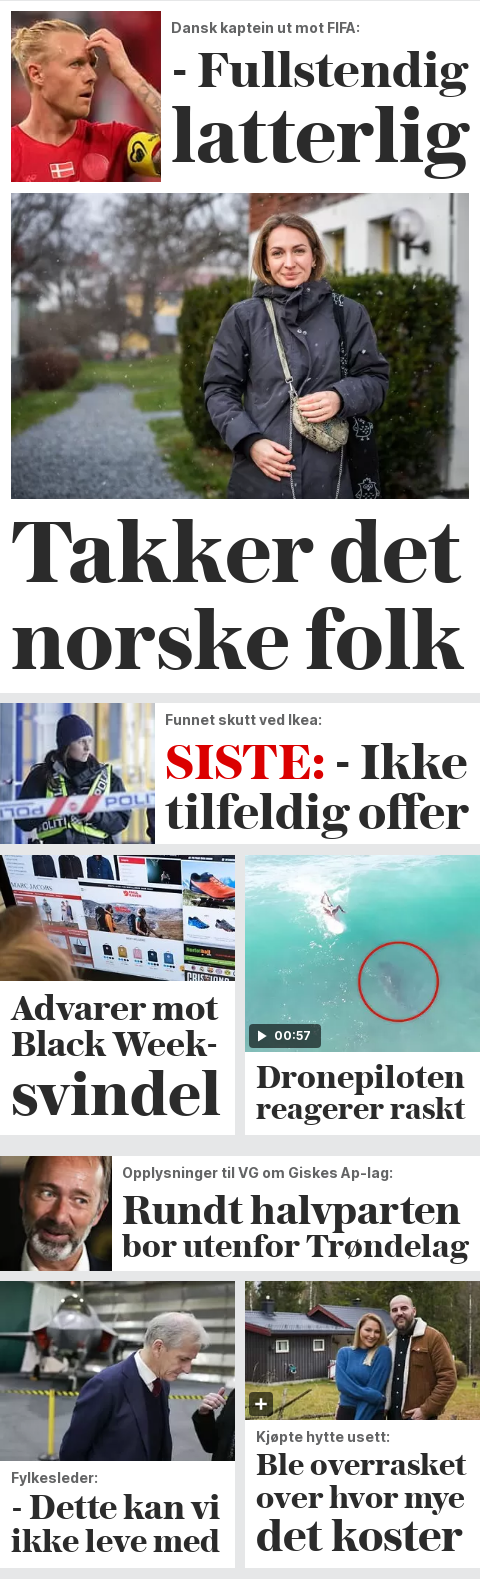 Dansk kaptein ut mot FIFA:
- Fullstendig
latterlig
Takker det
norske folk
Funnet skutt ved Ikea:
SISTE: - Ikke
tilfeldig offer
POLITI
MARC JACOBS
Advarer mot
Black Week-
svindel
00:57
Dronepiloten
reagerer raskt
Opplysninger til VG om Giskes Ap-lag:
Rundt halvparten
bor utenfor Trøndelag
Fylkesleder:
- Dette kan vi
ikke leve med
Kjøpte hytte usett:
Ble overrasket
over hvor mye
det koster